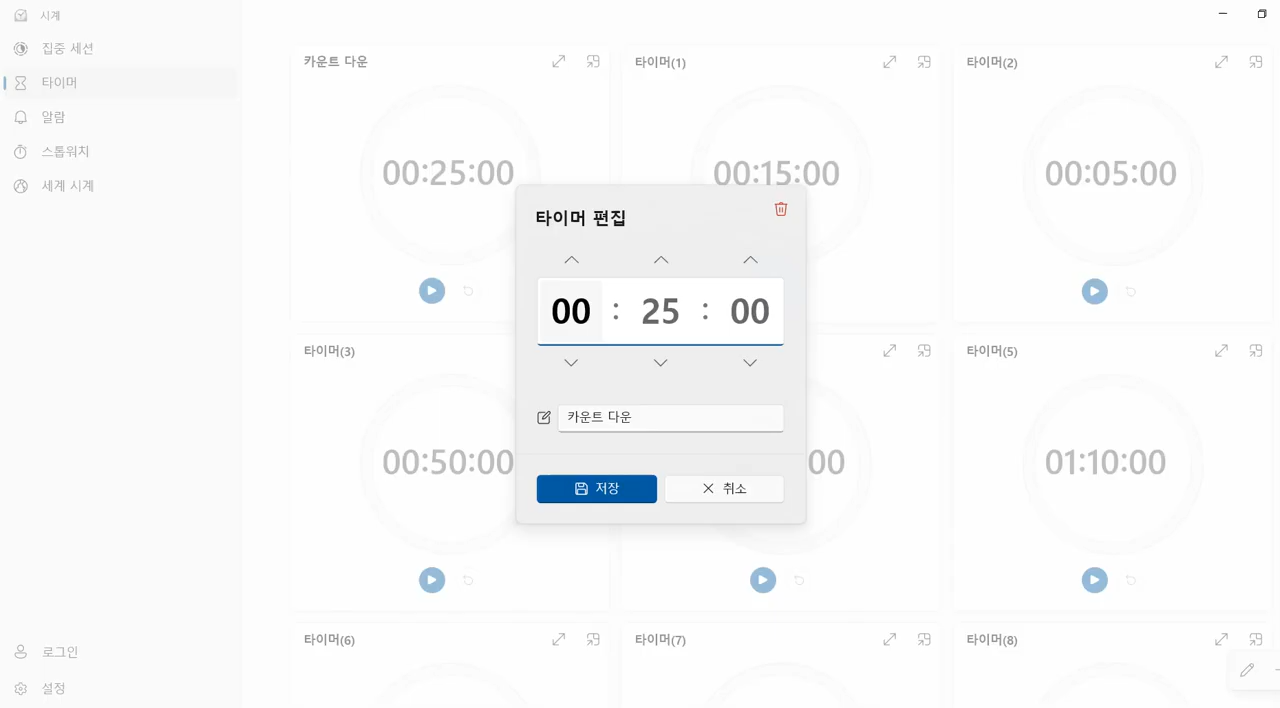 시계
집중 세션
타이머
알람
스톱워치
세계 시계
로그인
설정
카운트 다운
00:25:00
타이머(1)
00:15:00
타이머(2)
00:05:00
타이머(3)
00:50:00
00
타이머(5)
01:10:00
타이머(6)
타이머(7)
타이머(8)
타이머 편집
00 : 25 : 00
카운트 다운
저장
취소